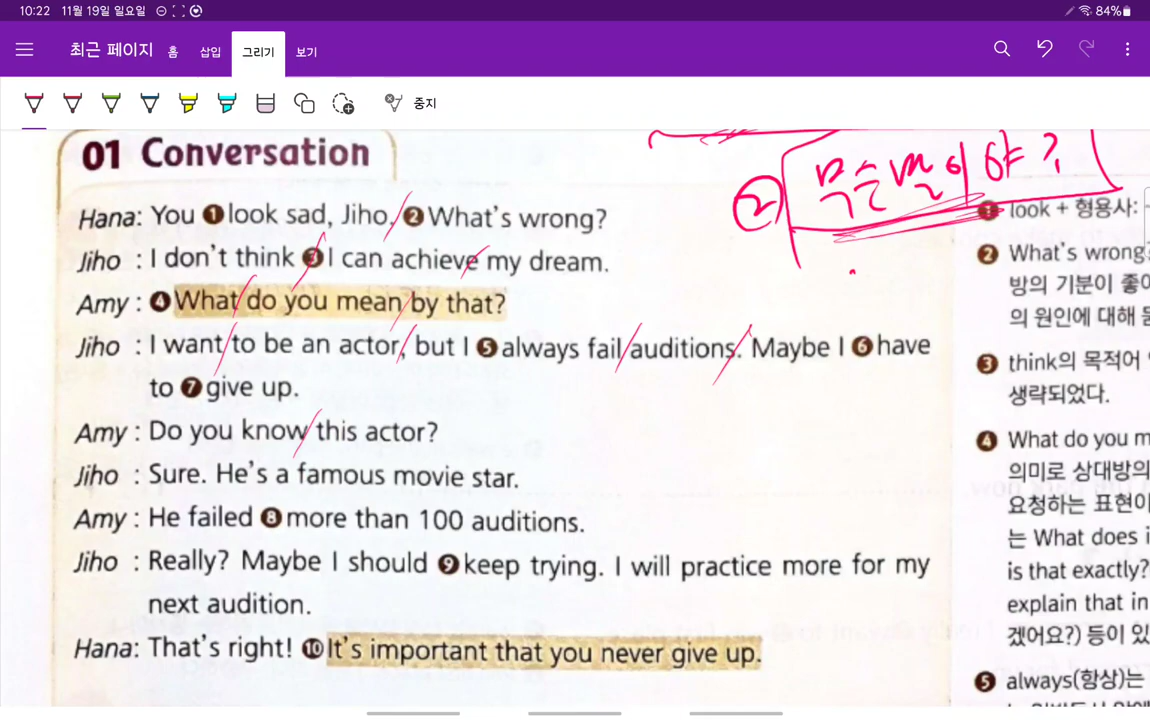 10:22 11월 19일 일요일 84%
최근 페이지 홈 삽입 그리기 보기
중지
01 Conversation
② 무슨 일이야?
Hana: You ❶ look sad, Jiho. ❷ What's wrong?
Jiho : I don't think ❸ I can achieve my dream.
Amy : ❹ What do you mean by that?
Jiho : I want to be an actor, but I ❺ always fail auditions. Maybe I ❻ have
to ❼ give up.
Amy : Do you know this actor?
Jiho : Sure. He's a famous movie star.
Amy : He failed ❽ more than 100 auditions.
Jiho : Really? Maybe I should ❾ keep trying. I will practice more for my
next audition.
Hana: That's right! ❿ It's important that you never give up.
❶ look + 형용사:
❷ What's wrong?
방의 기분이 좋
의 원인에 대해
❸ think의 목적어
생략되었다.
❹ What do you m
의미로 상대방의
요청하는 표현이
는 What does i
is that exactly?
explain that in
겠어요?) 등이 있
❺ always(항상)는